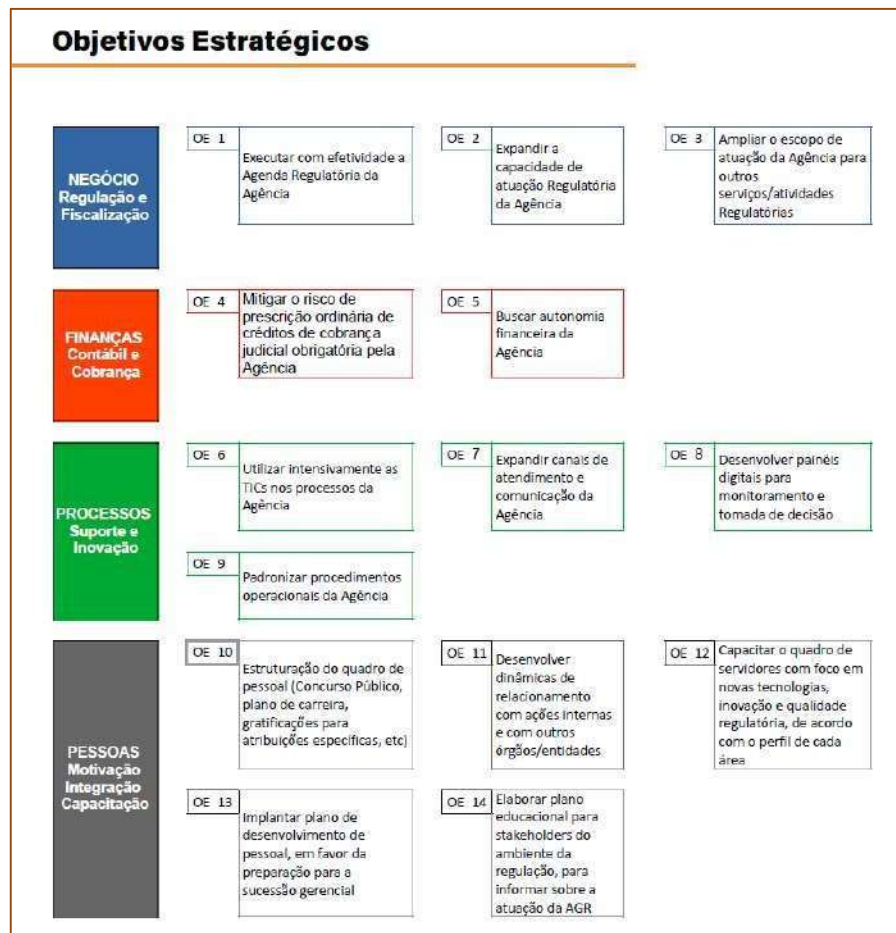 Objetivos Estratégicos
NEGÓCIO
Regulação e
Fiscalização
OE 1
Executar com efetividade a
Agenda Regulatória da
Agência
OE 2
Expandir a
capacidade de
atuação Regulatória
da Agência
OE 3
Ampliar o escopo de
atuação da Agência para
outros
serviços/atividades
Regulatórias
FINANÇAS
Contábil e
Cobrança
OE 4
Mitigar o risco de
prescrição ordinária de
créditos de cobrança
judicial obrigatória pela
Agência
OE 5
Buscar autonomia
financeira da
Agência
PROCESSOS
Suporte e
Inovação
OE 6
Utilizar intensivamente as
TICs nos processos da
Agência
OE 7
Expandir canais de
atendimento e
comunicação da
Agência
OE 8
Desenvolver painéis
digitais para
monitoramento e
tomada de decisão
OE 9
Padronizar procedimentos
operacionais da Agência
PESSOAS
Motivação
Integração
Capacitação
OE 10
Estruturação do quadro de
pessoal (Concurso Público,
plano de carreira,
gratificações para
atribuições específicas, etc)
OE 11
Desenvolver
dinâmicas de
relacionamento
com ações internas
e com outros
órgãos/entidades
OE 12
Capacitar o quadro de
servidores com foco em
novas tecnologias,
inovação e qualidade
regulatória, de acordo
com o perfil de cada
área
OE 13
Implantar plano de
desenvolvimento de
pessoal, em favor da
preparação para a
sucessão gerencial
OE 14
Elaborar plano
educacional para
stakeholders do
ambiente da
regulação, para
informar sobre a
atuação da AGR